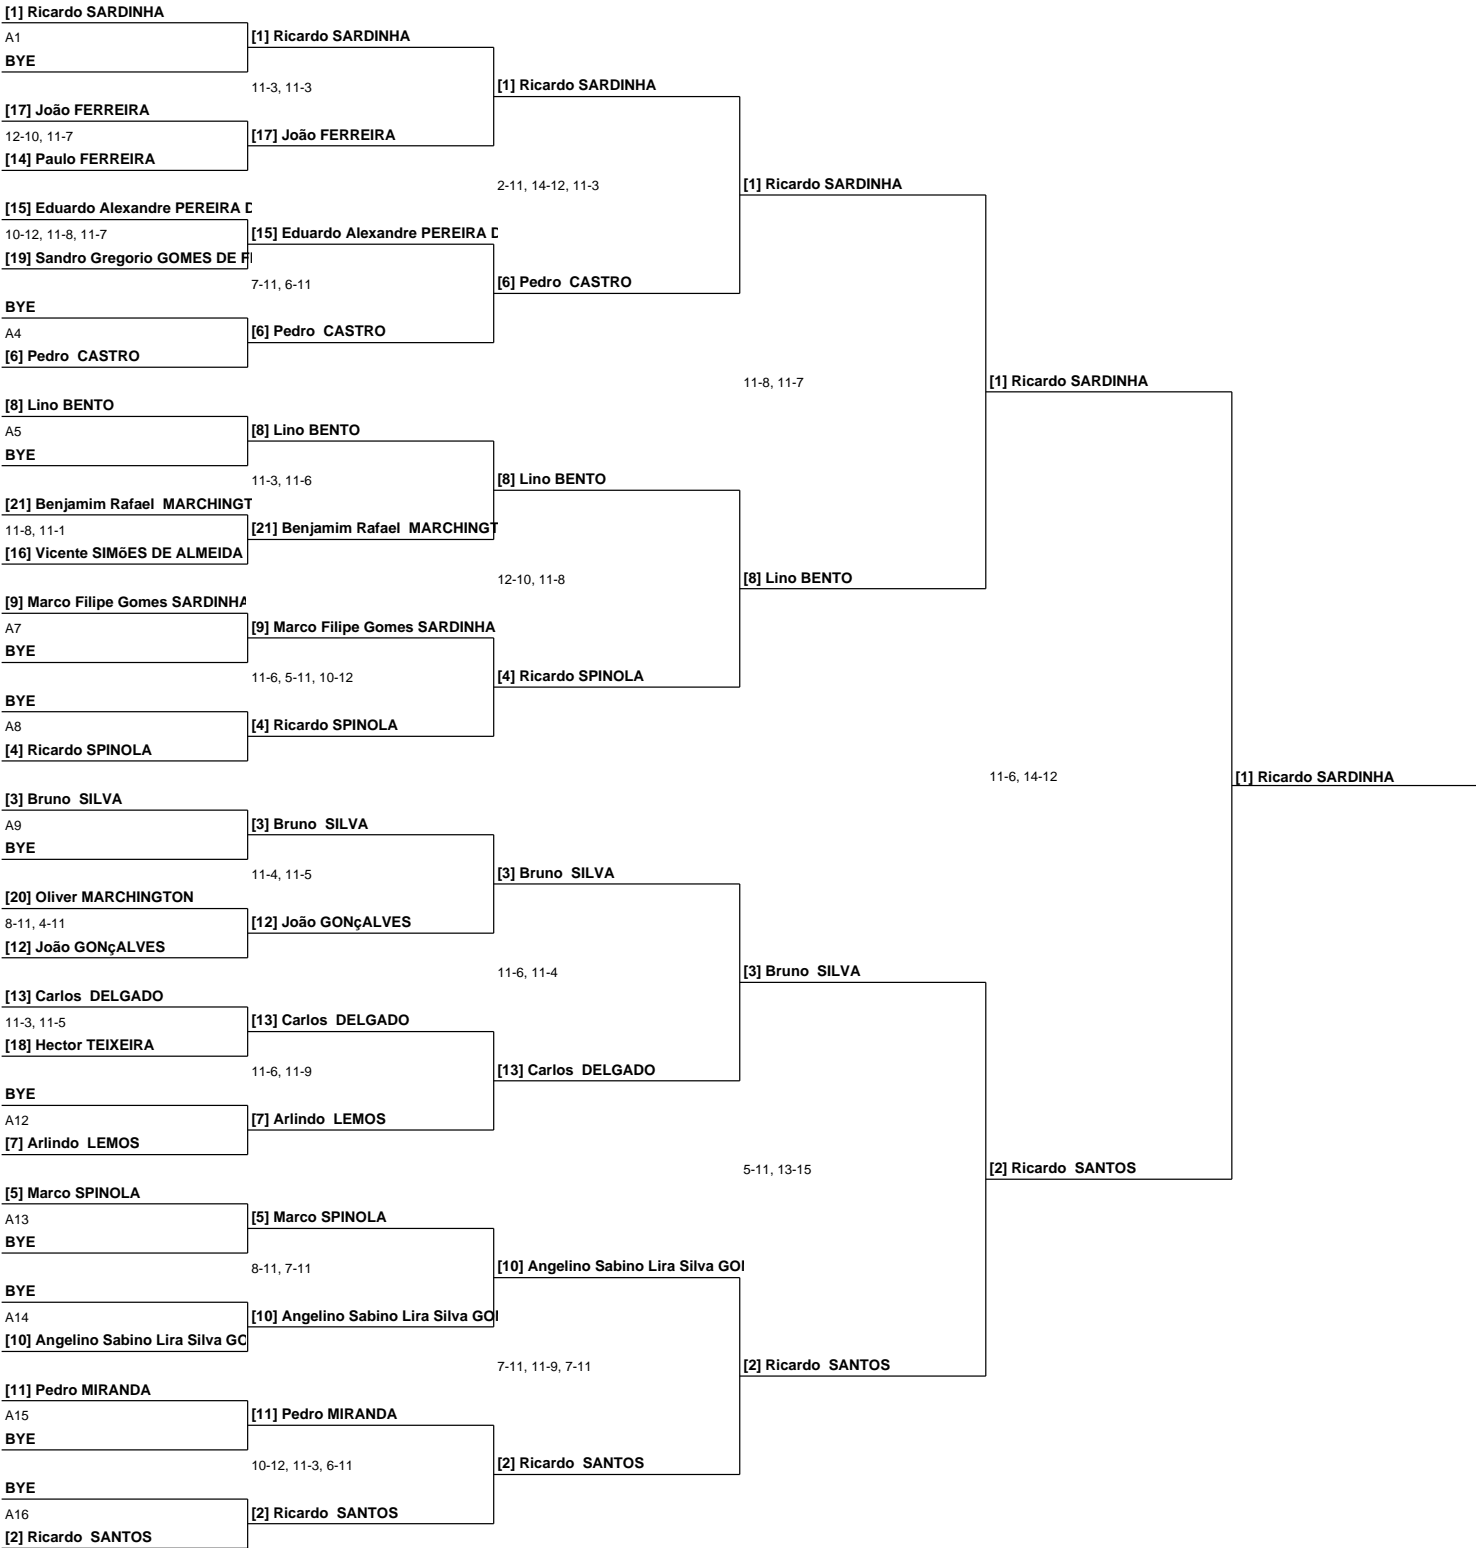 [1] Ricardo SARDINHA
A1
BYE
[1] Ricardo SARDINHA
11-3, 11-3
[1] Ricardo SARDINHA
[17] João FERREIRA
12-10, 11-7
[14] Paulo FERREIRA
[17] João FERREIRA
2-11, 14-12, 11-3
[1] Ricardo SARDINHA
[15] Eduardo Alexandre PEREIRA D
10-12, 11-8, 11-7
[19] Sandro Gregorio GOMES DE F
[15] Eduardo Alexandre PEREIRA D
7-11, 6-11
[6] Pedro CASTRO
BYE
A4
[6] Pedro CASTRO
[6] Pedro CASTRO
11-8, 11-7
[1] Ricardo SARDINHA
[8] Lino BENTO
A5
BYE
[8] Lino BENTO
11-3, 11-6
[8] Lino BENTO
[21] Benjamim Rafael MARCHINGT
11-8, 11-1
[16] Vicente SIMõES DE ALMEIDA
[21] Benjamim Rafael MARCHINGT
12-10, 11-8
[8] Lino BENTO
[9] Marco Filipe Gomes SARDINHA
A7
BYE
[9] Marco Filipe Gomes SARDINHA
11-6, 5-11, 10-12
[4] Ricardo SPINOLA
BYE
A8
[4] Ricardo SPINOLA
[4] Ricardo SPINOLA
11-6, 14-12
[1] Ricardo SARDINHA
[3] Bruno SILVA
A9
BYE
[3] Bruno SILVA
11-4, 11-5
[3] Bruno SILVA
[20] Oliver MARCHINGTON
8-11, 4-11
[12] João GONçALVES
[12] João GONçALVES
11-6, 11-4
[3] Bruno SILVA
[13] Carlos DELGADO
11-3, 11-5
[18] Hector TEIXEIRA
[13] Carlos DELGADO
11-6, 11-9
[13] Carlos DELGADO
BYE
A12
[7] Arlindo LEMOS
[7] Arlindo LEMOS
5-11, 13-15
[2] Ricardo SANTOS
[5] Marco SPINOLA
A13
BYE
[5] Marco SPINOLA
8-11, 7-11
[10] Angelino Sabino Lira Silva GO
BYE
A14
[10] Angelino Sabino Lira Silva GO
[10] Angelino Sabino Lira Silva GO
7-11, 11-9, 7-11
[2] Ricardo SANTOS
[11] Pedro MIRANDA
A15
BYE
[11] Pedro MIRANDA
10-12, 11-3, 6-11
[2] Ricardo SANTOS
BYE
A16
[2] Ricardo SANTOS
[2] Ricardo SANTOS